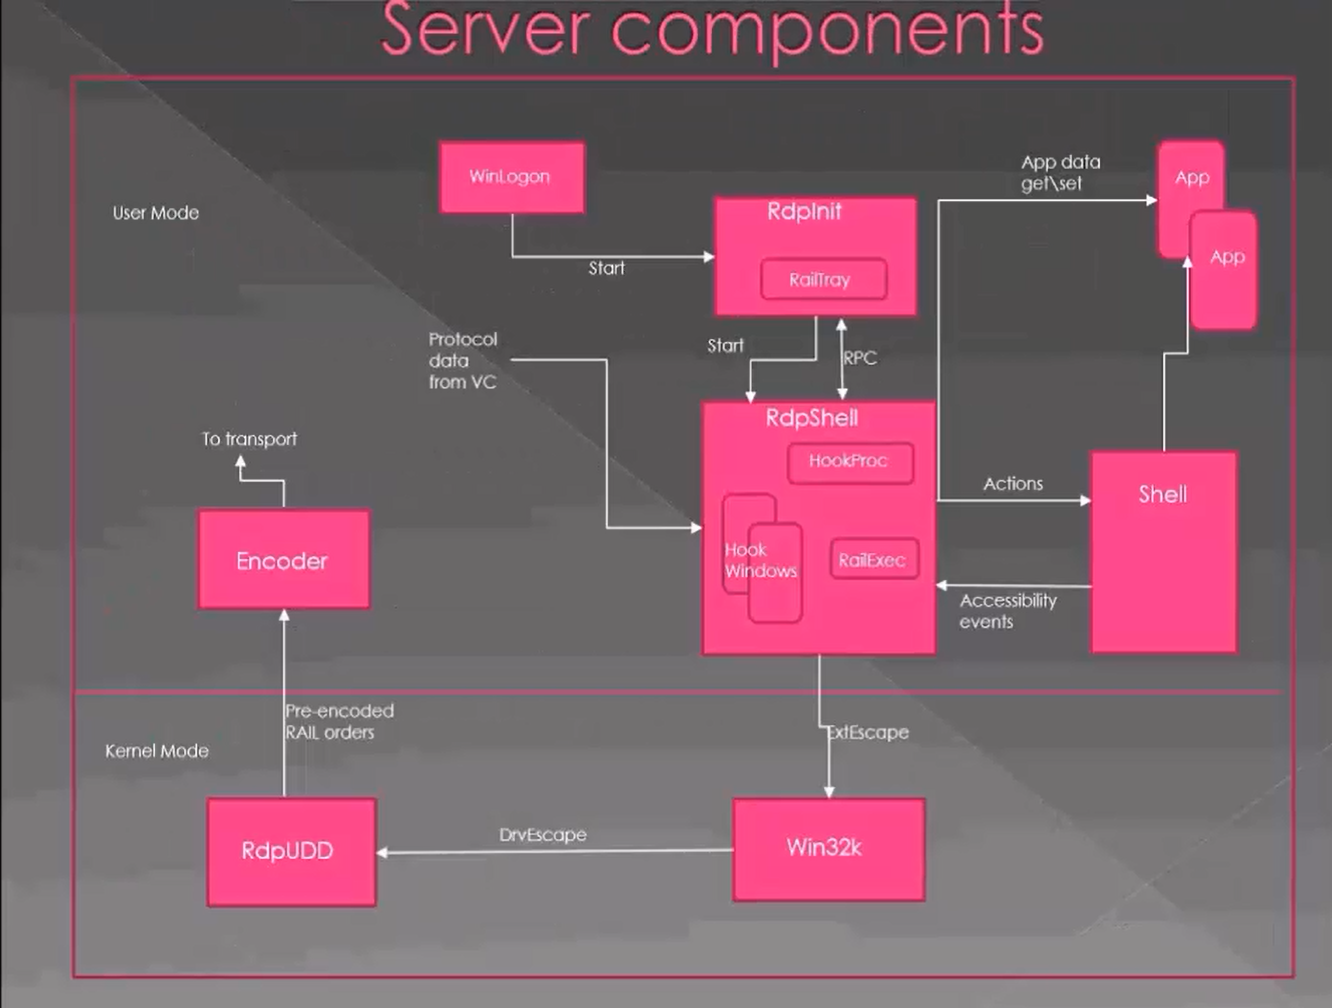 Server components
User Mode
WinLogon
Start
RdpInit
RailTray
App data
get\set
App
App
Protocol
data
from VC
Start
RPC
RdpShell
HookProc
Hook
Windows
RailExec
Actions
Shell
Accessibility
events
To transport
Encoder
Pre-encoded
RAIL orders
Kernel Mode
ExtEscape
RdpUDD
DrvEscape
Win32k